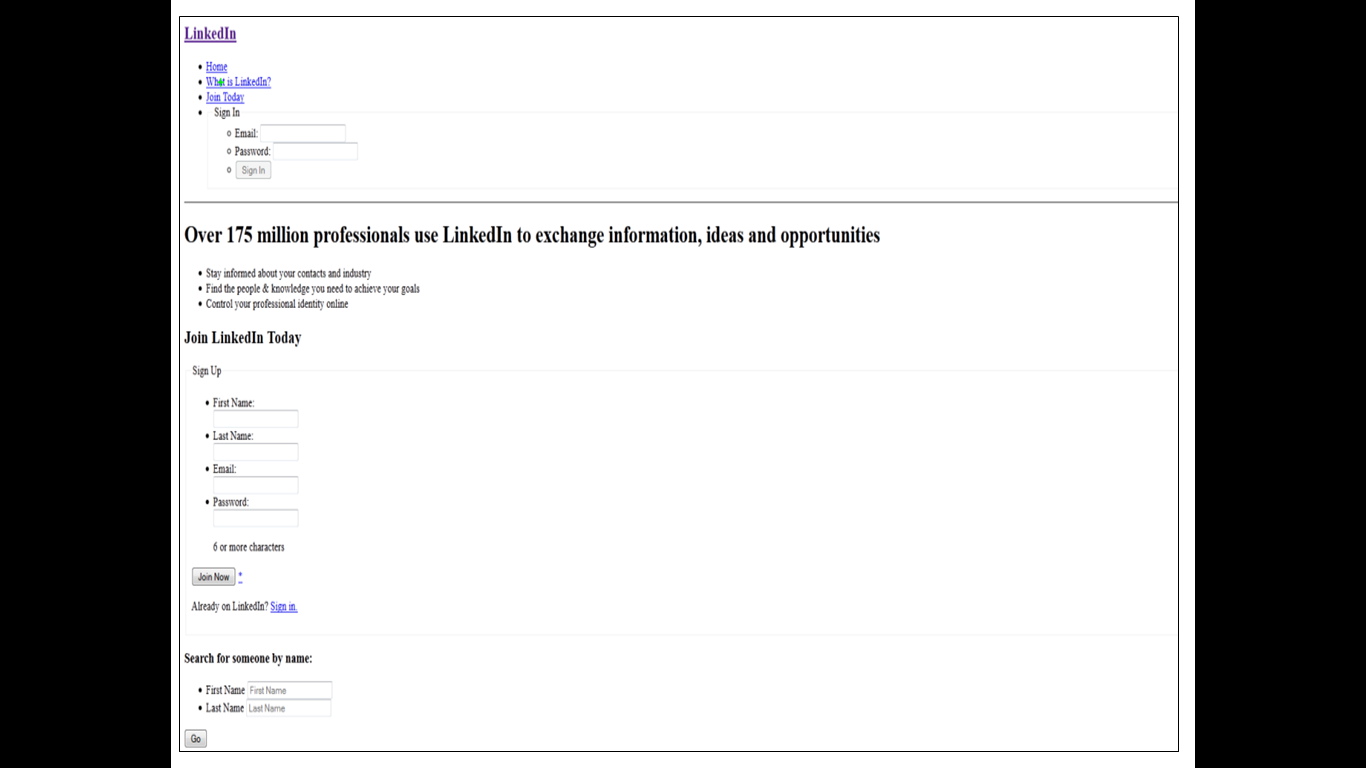 LinkedIn
Home
What is LinkedIn?
Join Today
Sign In
Email:
Password:
Sign In
Over 175 million professionals use LinkedIn to exchange information, ideas and opportunities
Stay informed about your contacts and industry
Find the people & knowledge you need to achieve your goals
Control your professional identity online
Join LinkedIn Today
Sign Up
First Name:
Last Name:
Email:
Password:
6 or more characters
Join Now *
Already on LinkedIn? Sign in.
Search for someone by name:
First Name First Name
Last Name Last Name
Go